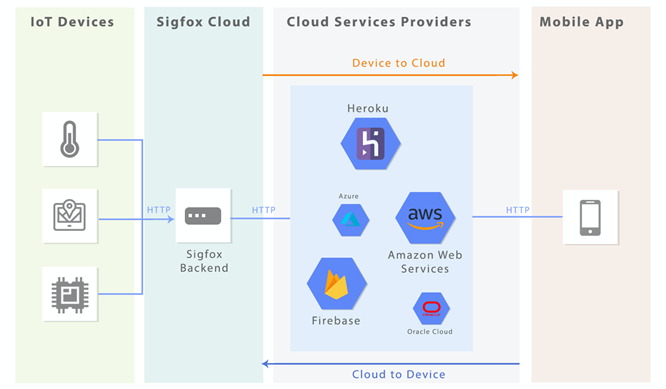 IoT Devices
Sigfox Cloud
Cloud Services Providers
Mobile App
Device to Cloud
Heroku
Azure
aws
HTTP
HTTP
HTTP
Sigfox
Backend
Amazon Web
Services
Firebase
Oracle Cloud
Cloud to Device